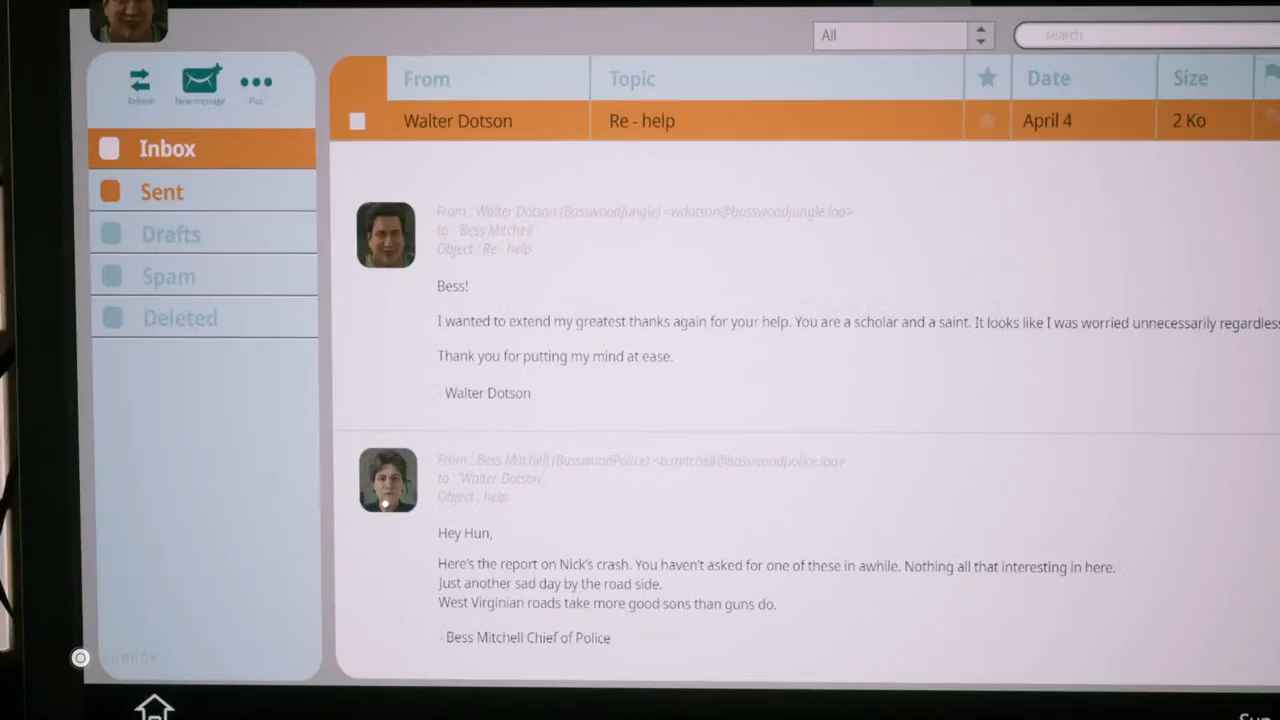 All
search
Refresh
New message
Plus
From
Topic
Date
Size
Walter Dotson
Re - help
April 4
2 Ko
Inbox
Sent
Drafts
Spam
Deleted
From : Walter Dotson (BasswoodJungle) <wdotson@basswoodjungle.loa>
to : 'Bess Mitchell'
Object : Re : help
Bess!
I wanted to extend my greatest thanks again for your help. You are a scholar and a saint. It looks like I was worried unnecessarily regardless
Thank you for putting my mind at ease.
- Walter Dotson
From : Bess Mitchell (BasswoodPolice) <b.mitchell@basswoodpolice.loa>
to : 'Walter Dotson'
Object : help
Hey Hun,
Here's the report on Nick's crash. You haven't asked for one of these in awhile. Nothing all that interesting in here.
Just another sad day by the road side.
West Virginian roads take more good sons than guns do.
- Bess Mitchell Chief of Police